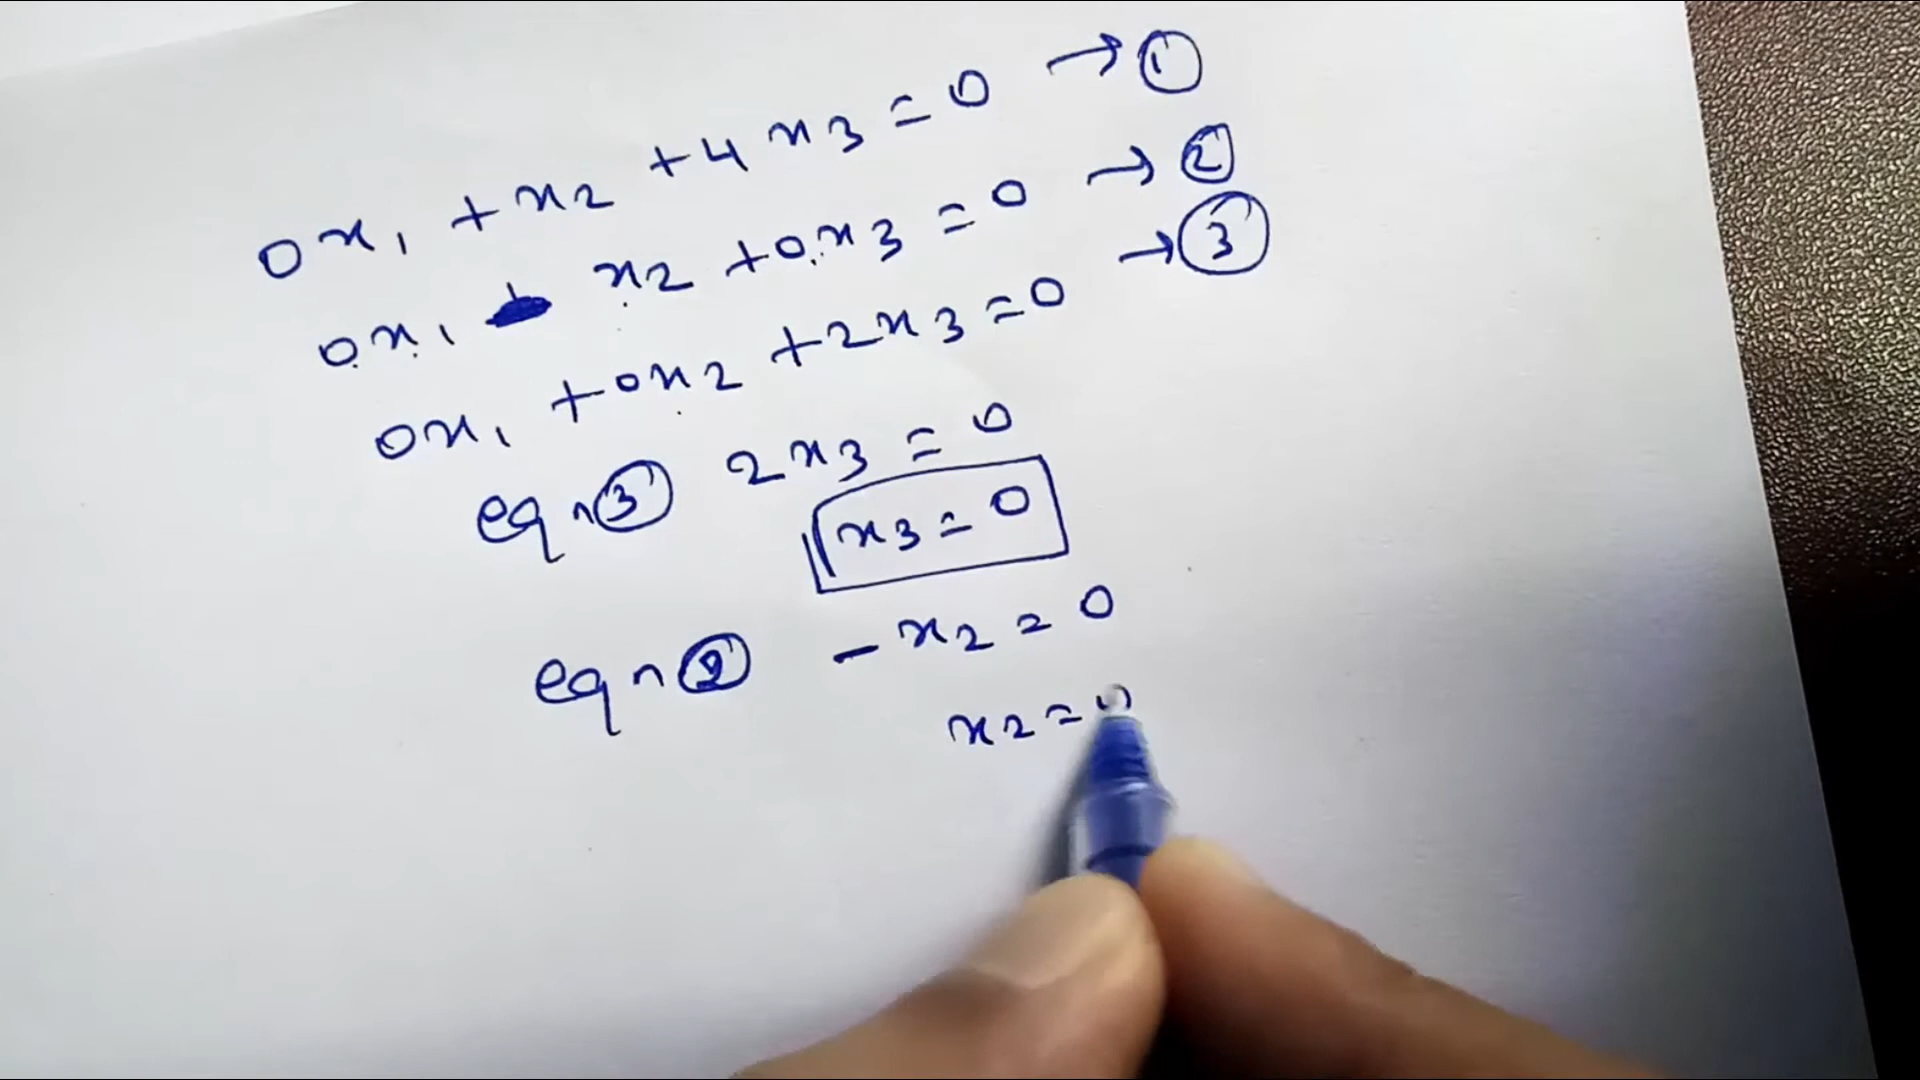 0x1 + x2 + 4x3 = 0 → ①
0x1 - x2 + 0x3 = 0 → ②
0x1 + 0x2 + 2x3 = 0 → ③
eqn ③ 2x3 = 0
x3 = 0
eqn ② - x2 = 0
x2 = 0